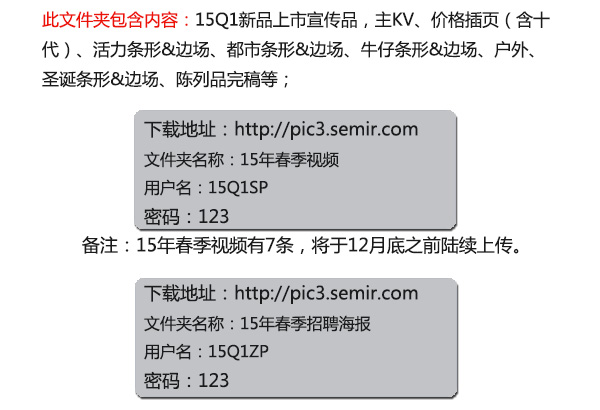 此文件夹包含内容：15Q1新品上市宣传品，主KV、价格插页（含十
代）、活力条形&边场、都市条形&边场、牛仔条形&边场、户外、
圣诞条形&边场、陈列品完稿等；
下载地址：http://pic3.semir.com
文件夹名称：15年春季视频
用户名：15Q1SP
密码：123
备注：15年春季视频有7条，将于12月底之前陆续上传。
下载地址：http://pic3.semir.com
文件夹名称：15年春季招聘海报
用户名：15Q1ZP
密码：123